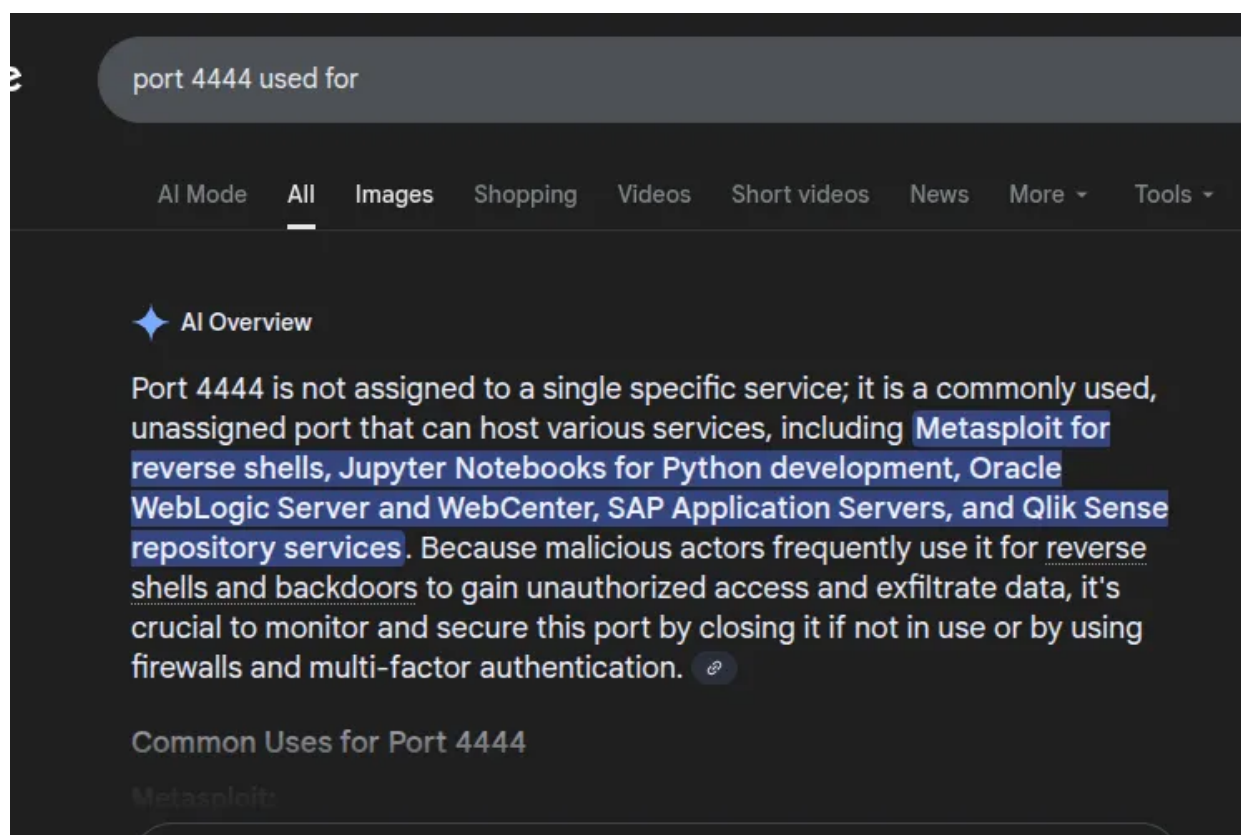 e
port 4444 used for
AI Mode All Images Shopping Videos Short videos News More Tools
AI Overview
Port 4444 is not assigned to a single specific service; it is a commonly used,
unassigned port that can host various services, including Metasploit for
reverse shells, Jupyter Notebooks for Python development, Oracle
WebLogic Server and WebCenter, SAP Application Servers, and Qlik Sense
repository services. Because malicious actors frequently use it for reverse
shells and backdoors to gain unauthorized access and exfiltrate data, it's
crucial to monitor and secure this port by closing it if not in use or by using
firewalls and multi-factor authentication.
Common Uses for Port 4444
Metasploit: